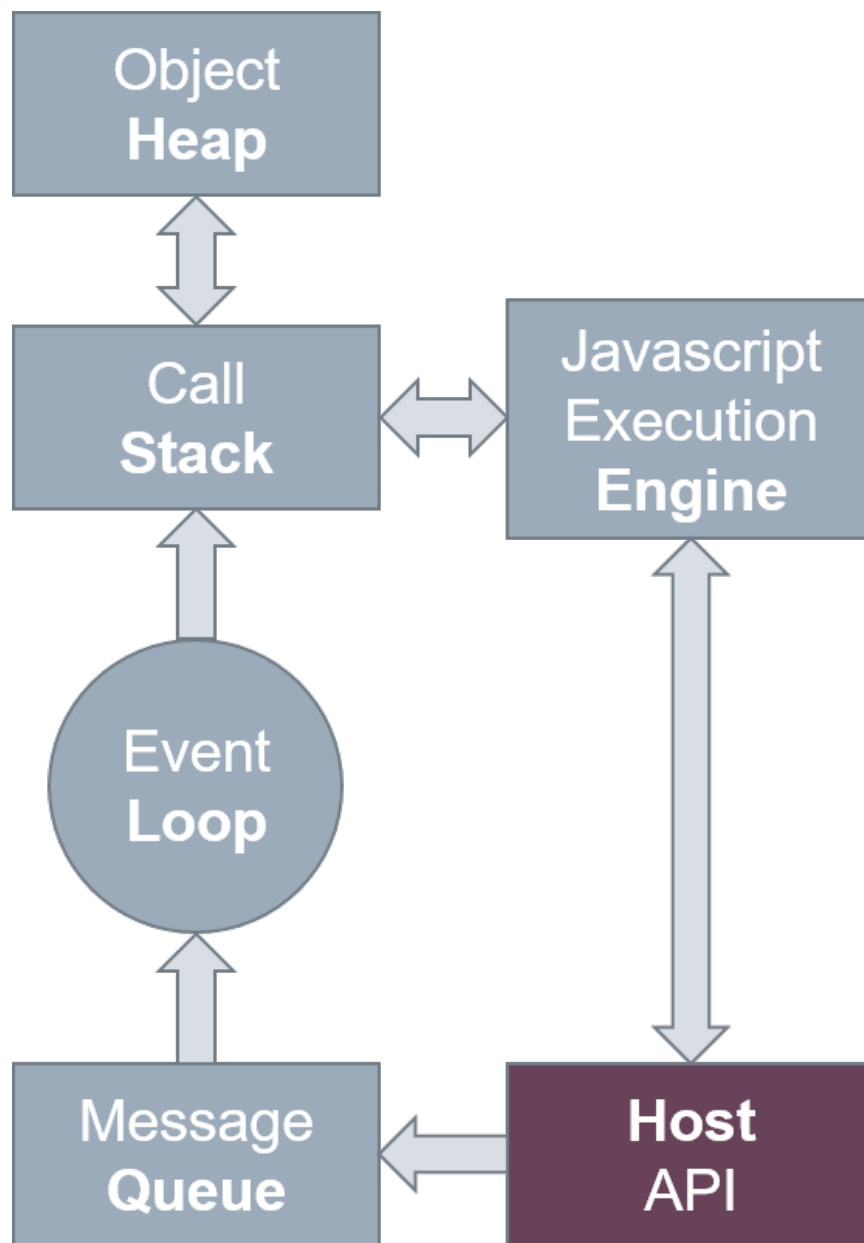 Object
Heap
Call
Stack
Javascript
Execution
Engine
Event
Loop
Message
Queue
Host
API